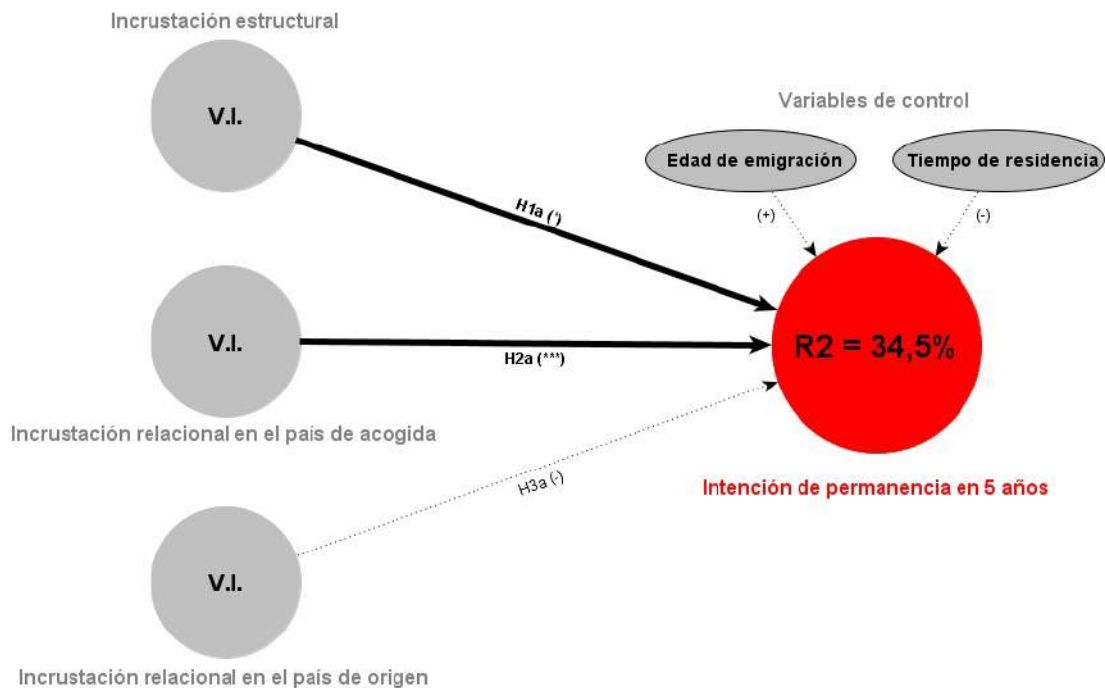 Incrustación estructural
V.I.
Variables de control
Edad de emigración
Tiempo de residencia
(+)
(-)
H1a (*)
V.I.
H2a (***)
R2 = 34,5%
Incrustación relacional en el país de acogida
H3a (-)
Intención de permanencia en 5 años
V.I.
Incrustación relacional en el país de origen